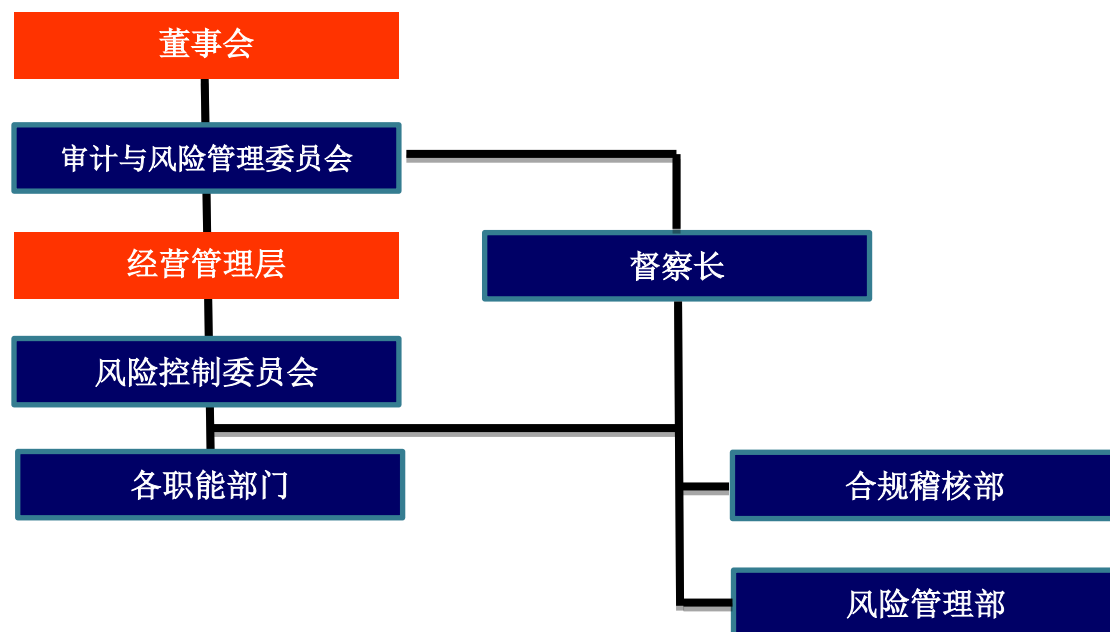 董事会
审计与风险管理委员会
经营管理层
督察长
风险控制委员会
各职能部门
合规稽核部
风险管理部